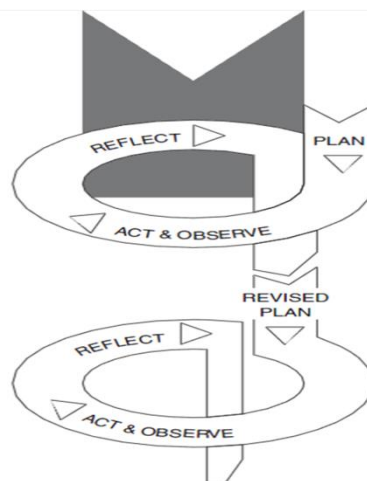 REFLECT
PLAN
ACT & OBSERVE
REVISED
PLAN
REFLECT
ACT & OBSERVE